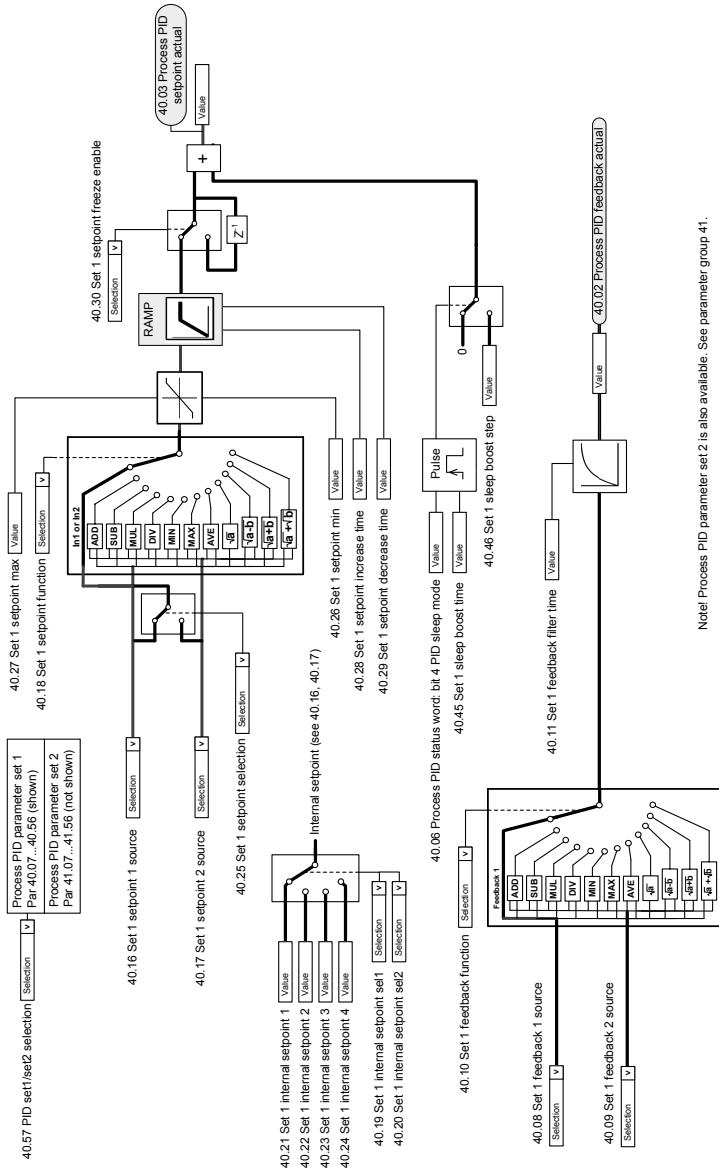 40.57 PID set1/set2 selection
Selection
v
Process PID parameter set 1
Par 40.07...40.56 (shown)
Process PID parameter set 2
Par 41.07...41.56 (not shown)
40.27 Set 1 setpoint max
Value
40.18 Set 1 setpoint function
Selection
v
40.16 Set 1 setpoint 1 source
Selection
v
40.17 Set 1 setpoint 2 source
Selection
v
40.25 Set 1 setpoint selection
Selection
v
In1 or In2
ADD
SUB
MUL
DIV
MIN
MAX
AVE
√a
√a-b
√a+b
√a +√b
RAMP
40.30 Set 1 setpoint freeze enable
Selection
v
Z-1
+
40.03 Process PID
setpoint actual
Value
40.26 Set 1 setpoint min
Value
40.28 Set 1 setpoint increase time
Value
40.29 Set 1 setpoint decrease time
Value
40.21 Set 1 internal setpoint 1
Value
40.22 Set 1 internal setpoint 2
Value
40.23 Set 1 internal setpoint 3
Value
40.24 Set 1 internal setpoint 4
Value
Internal setpoint (see 40.16, 40.17)
40.19 Set 1 internal setpoint sel1
Selection
v
40.20 Set 1 internal setpoint sel2
Selection
v
40.06 Process PID status word: bit 4 PID sleep mode
Value
40.45 Set 1 sleep boost time
Value
Pulse
0
40.46 Set 1 sleep boost step
Value
40.10 Set 1 feedback function
Selection
v
40.11 Set 1 feedback filter time
Value
40.08 Set 1 feedback 1 source
Selection
v
40.09 Set 1 feedback 2 source
Selection
v
Feedback 1
ADD
SUB
MUL
DIV
MIN
MAX
AVE
√a
√a-b
√a+b
√a +√b
Value
40.02 Process PID feedback actual
Note! Process PID parameter set 2 is also available. See parameter group 41.